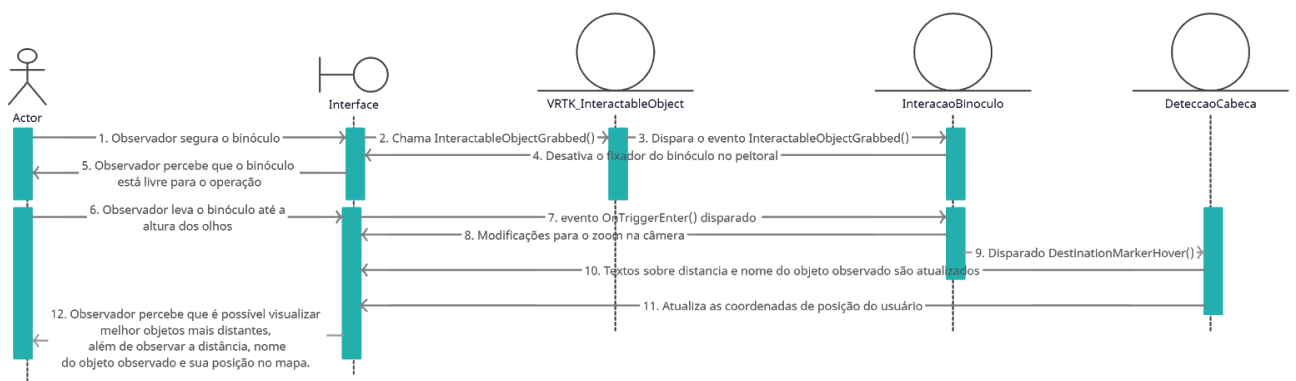 Actor
Interface
VRTK_InteractableObject
InteracaoBinoculo
DeteccaoCabeca
1. Observador segura o binóculo
2. Chama InteractableObjectGrabbed()
3. Dispara o evento InteractableObjectGrabbed()
4. Desativa o fixador do binóculo no peitoral
5. Observador percebe que o binóculo
está livre para o operação
6. Observador leva o binóculo até a
altura dos olhos
7. evento OnTriggerEnter() disparado
8. Modificações para o zoom na câmera
9. Disparado DestinationMarkerHover()
10. Textos sobre distancia e nome do objeto observado são atualizados
11. Atualiza as coordenadas de posição do usuário
12. Observador percebe que é possível visualizar
melhor objetos mais distantes,
além de observar a distância, nome
do objeto observado e sua posição no mapa.